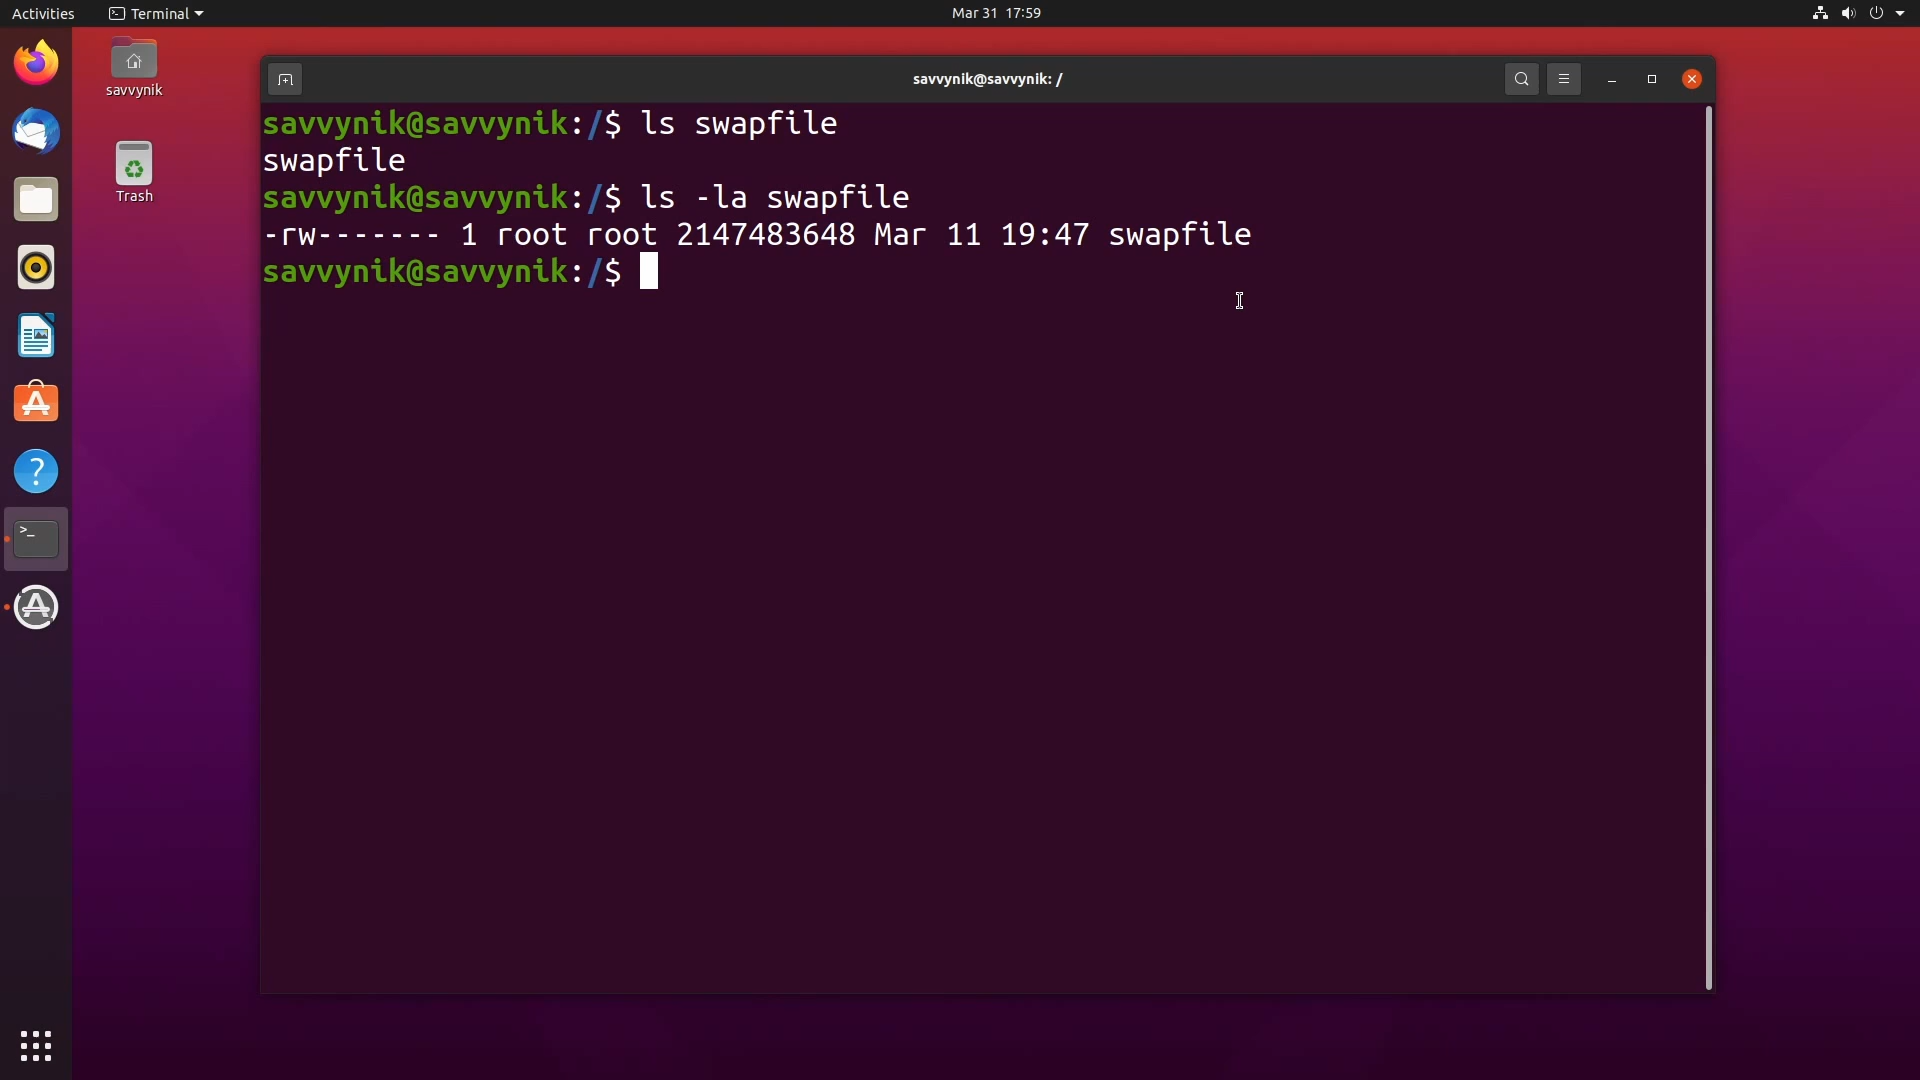 Activities Terminal Mar 31 17:59
savvynik
Trash
savvynik@savvynik: /
savvynik@savvynik:/$ ls swapfile
swapfile
savvynik@savvynik:/$ ls -la swapfile
-rw------- 1 root root 2147483648 Mar 11 19:47 swapfile
savvynik@savvynik:/$